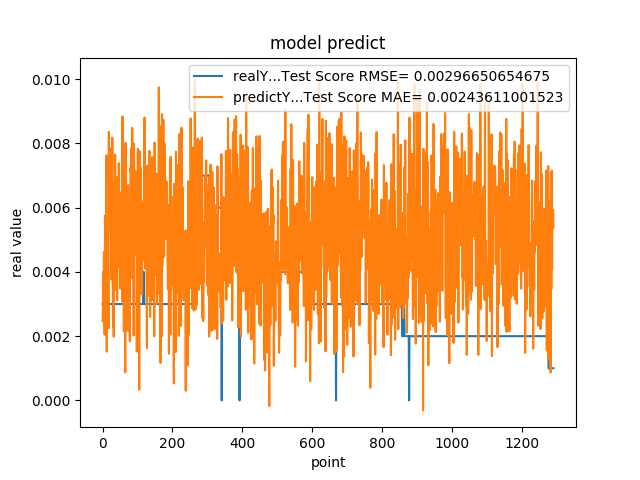 model predict
realY...Test Score RMSE= 0.00296650654675
predictY...Test Score MAE= 0.00243611001523
0.010
0.008
0.006
0.004
0.002
0.000
real value
0 200 400 600 800 1000 1200
point